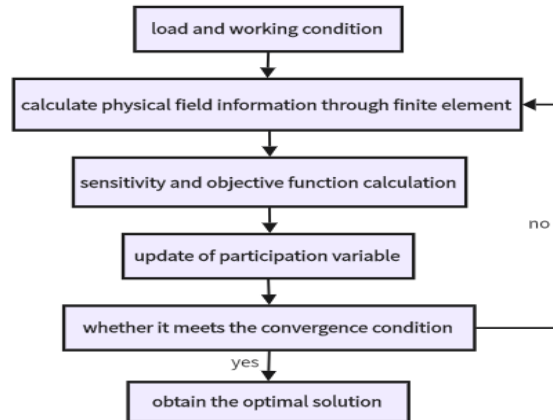 load and working condition
calculate physical field information through finite element
sensitivity and objective function calculation
no
update of participation variable
whether it meets the convergence condition
yes
obtain the optimal solution